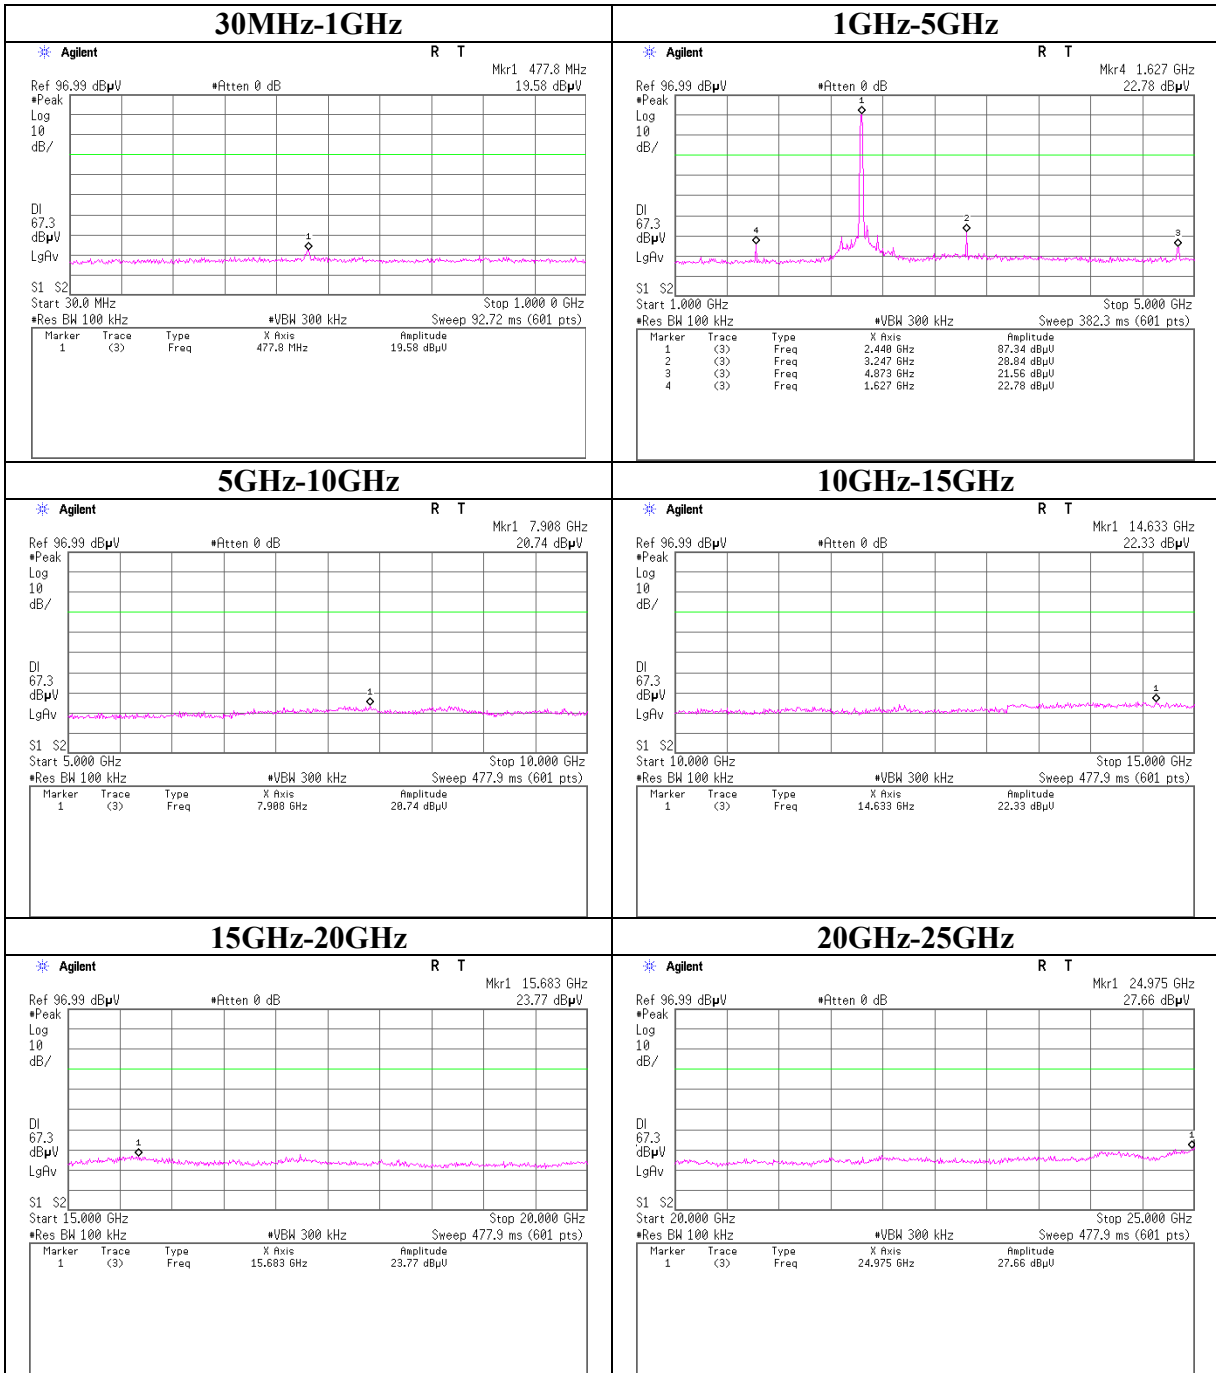 30MHz-1GHz
Agilent R T
Mkr1 477.8 MHz
Ref 96.99 dBµV #Atten 0 dB 19.58 dBµV
#Peak
Log
10
dB/
DI
67.3
dBµV
LgAv
1
S1 S2
Start 30.0 MHz Stop 1.000 0 GHz
#Res BW 100 kHz #VBW 300 kHz Sweep 92.72 ms (601 pts)
Marker Trace Type X Axis Amplitude
1 (3) Freq 477.8 MHz 19.58 dBµV
1GHz-5GHz
Agilent R T
Mkr4 1.627 GHz
Ref 96.99 dBµV #Atten 0 dB 22.78 dBµV
#Peak
Log
10
dB/
1
DI
67.3
dBµV
LgAv
4
2
3
S1 S2
Start 1.000 GHz Stop 5.000 GHz
#Res BW 100 kHz #VBW 300 kHz Sweep 382.3 ms (601 pts)
Marker Trace Type X Axis Amplitude
1 (3) Freq 2.440 GHz 87.34 dBµV
2 (3) Freq 3.247 GHz 28.84 dBµV
3 (3) Freq 4.873 GHz 21.56 dBµV
4 (3) Freq 1.627 GHz 22.78 dBµV
5GHz-10GHz
Agilent R T
Mkr1 7.908 GHz
Ref 96.99 dBµV #Atten 0 dB 20.74 dBµV
#Peak
Log
10
dB/
DI
67.3
dBµV
LgAv
1
S1 S2
Start 5.000 GHz Stop 10.000 GHz
#Res BW 100 kHz #VBW 300 kHz Sweep 477.9 ms (601 pts)
Marker Trace Type X Axis Amplitude
1 (3) Freq 7.908 GHz 20.74 dBµV
10GHz-15GHz
Agilent R T
Mkr1 14.633 GHz
Ref 96.99 dBµV #Atten 0 dB 22.33 dBµV
#Peak
Log
10
dB/
DI
67.3
dBµV
LgAv
1
S1 S2
Start 10.000 GHz Stop 15.000 GHz
#Res BW 100 kHz #VBW 300 kHz Sweep 477.9 ms (601 pts)
Marker Trace Type X Axis Amplitude
1 (3) Freq 14.633 GHz 22.33 dBµV
15GHz-20GHz
Agilent R T
Mkr1 15.683 GHz
Ref 96.99 dBµV #Atten 0 dB 23.77 dBµV
#Peak
Log
10
dB/
DI
67.3
dBµV
LgAv
1
S1 S2
Start 15.000 GHz Stop 20.000 GHz
#Res BW 100 kHz #VBW 300 kHz Sweep 477.9 ms (601 pts)
Marker Trace Type X Axis Amplitude
1 (3) Freq 15.683 GHz 23.77 dBµV
20GHz-25GHz
Agilent R T
Mkr1 24.975 GHz
Ref 96.99 dBµV #Atten 0 dB 27.66 dBµV
#Peak
Log
10
dB/
DI
67.3
dBµV
LgAv
1
S1 S2
Start 20.000 GHz Stop 25.000 GHz
#Res BW 100 kHz #VBW 300 kHz Sweep 477.9 ms (601 pts)
Marker Trace Type X Axis Amplitude
1 (3) Freq 24.975 GHz 27.66 dBµV